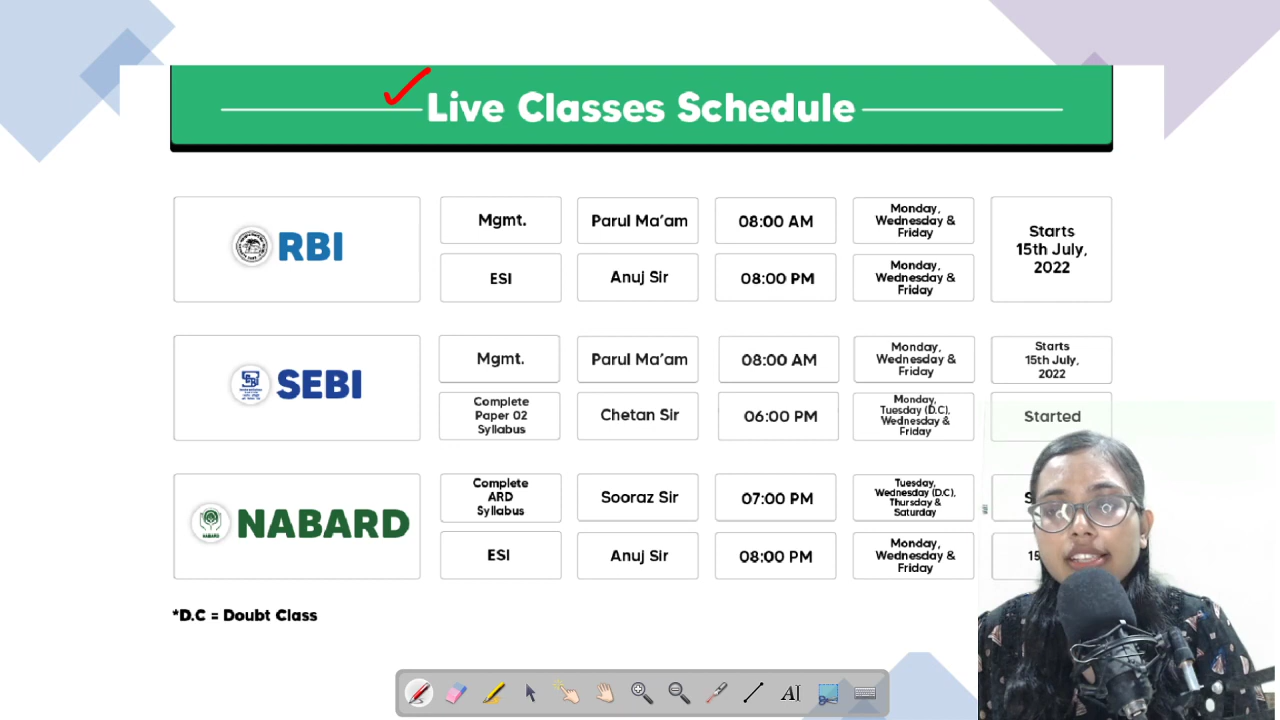 Live Classes Schedule
RBI
Mgmt.
Parul Ma'am
08:00 AM
Monday,
Wednesday &
Friday
Starts
15th July,
2022
ESI
Anuj Sir
08:00 PM
Monday,
Wednesday &
Friday
SEBI
Mgmt.
Parul Ma'am
08:00 AM
Monday,
Wednesday &
Friday
Starts
15th July,
2022
Complete
Paper 02
Syllabus
Chetan Sir
06:00 PM
Monday,
Tuesday (D.C),
Wednesday &
Friday
Started
NABARD
Complete
ARD
Syllabus
Sooraz Sir
07:00 PM
Tuesday,
Wednesday (D.C),
Thursday &
Saturday
ESI
Anuj Sir
08:00 PM
Monday,
Wednesday &
Friday
*D.C = Doubt Class
AI